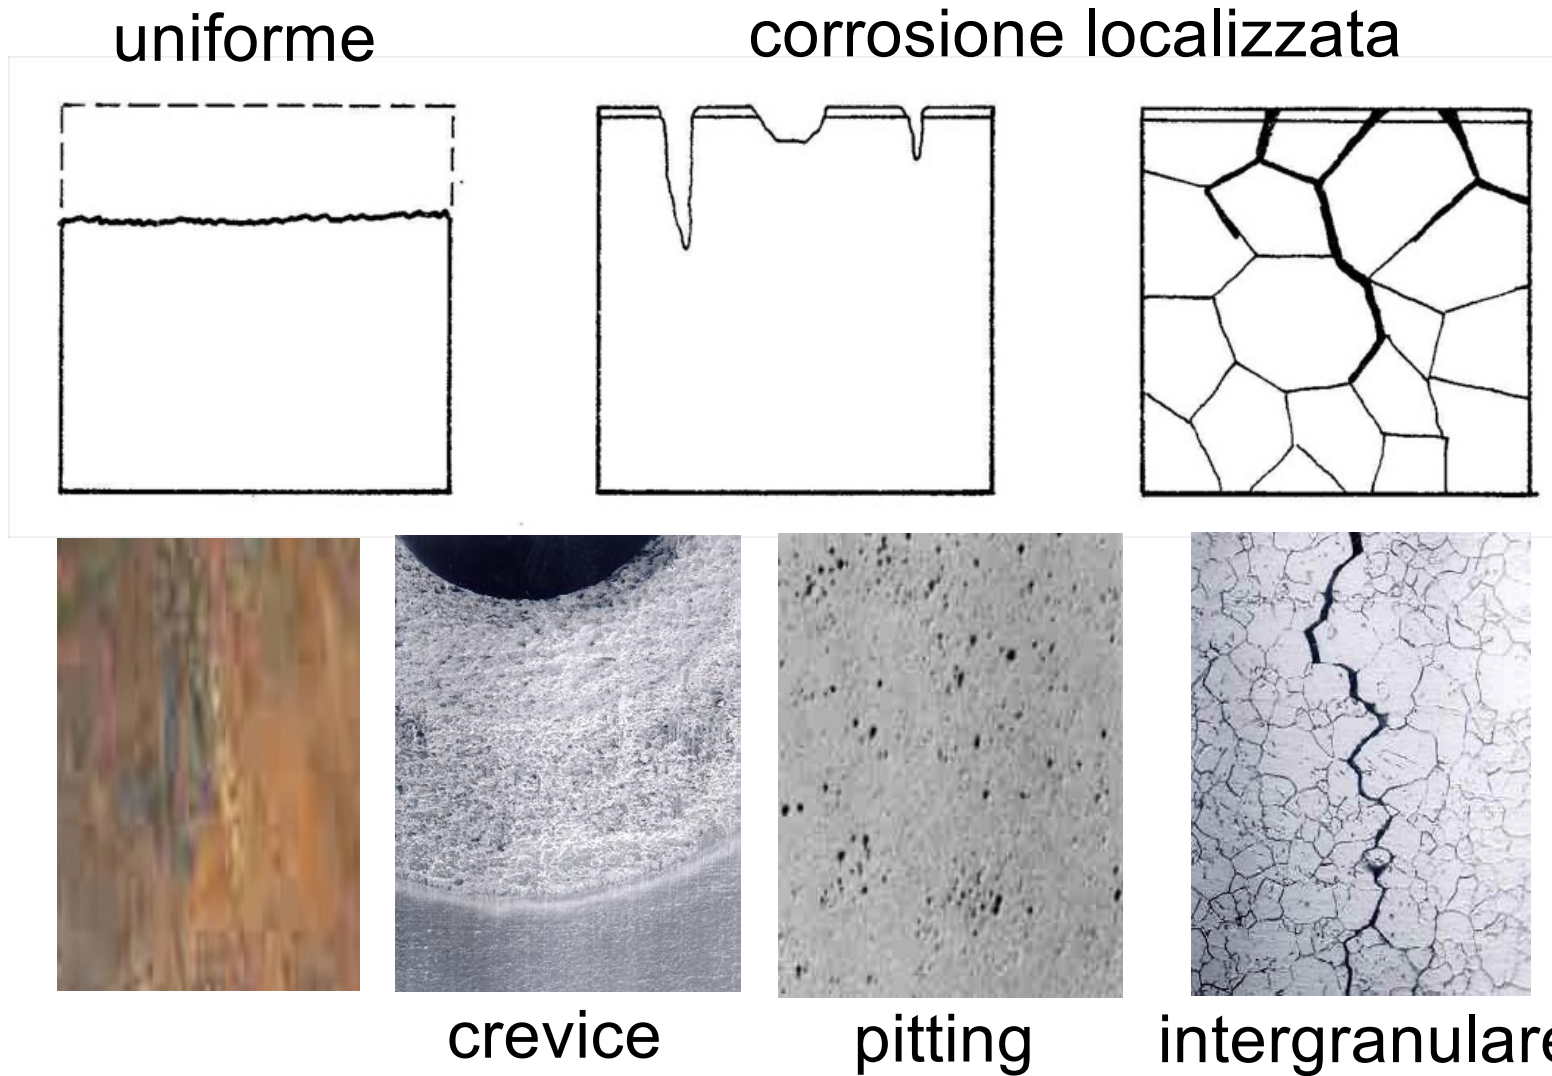 uniforme
corrosione localizzata
crevice
pitting
intergranulare